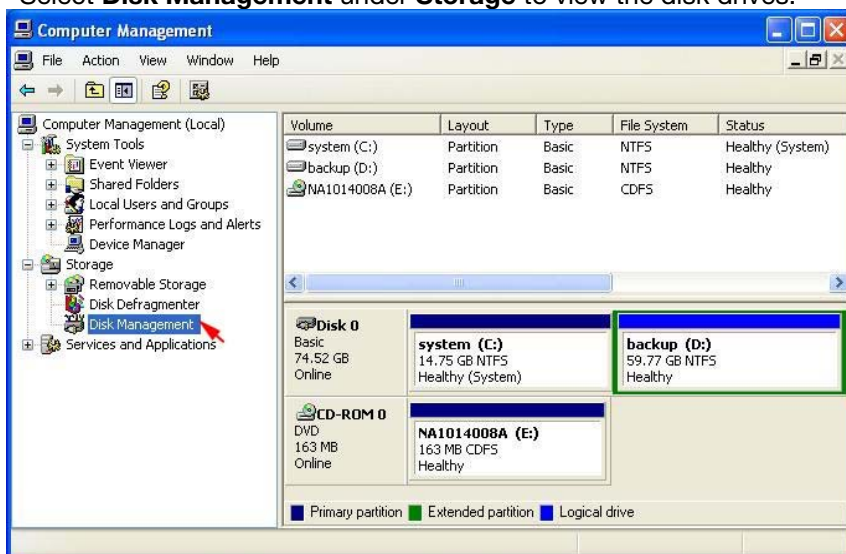 Select Disk Management under Storage to view the disk drives.
Computer Management
File Action View Window Help
Computer Management (Local)
System Tools
Event Viewer
Shared Folders
Local Users and Groups
Performance Logs and Alerts
Device Manager
Storage
Removable Storage
Disk Defragmenter
Disk Management
Services and Applications
Volume Layout Type File System Status
system (C:) Partition Basic NTFS Healthy (System)
backup (D:) Partition Basic NTFS Healthy
NA1014008A (E:) Partition Basic CDFS Healthy
Disk 0
Basic
74.52 GB
Online
system (C:)
14.75 GB NTFS
Healthy (System)
backup (D:)
59.77 GB NTFS
Healthy
CD-ROM 0
DVD
163 MB
Online
NA1014008A (E:)
163 MB CDFS
Healthy
Primary partition Extended partition Logical drive